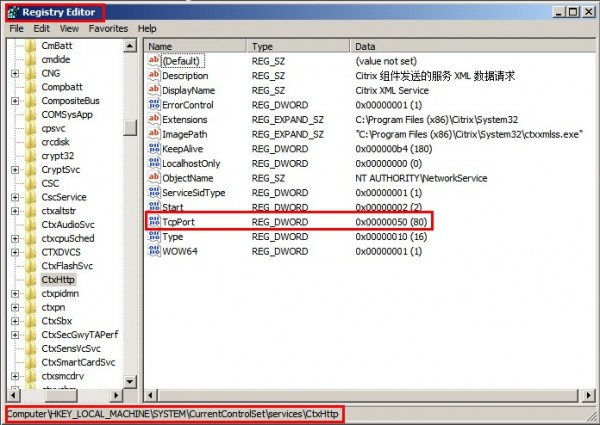 Registry Editor
File Edit View Favorites Help
CmBatt
cmdide
CNG
Compbatt
CompositeBus
COMSysApp
cpsvc
crcdisk
crypt32
CryptSvc
CSC
CscService
ctxaltstr
CtxAudioSvc
ctxcpuSched
CTXDVCS
CtxFlashSvc
CtxHttp
ctxpidmn
ctxpn
CtxSbx
CtxSecGwyTAPerf
CtxSensVcSvc
CtxSmartCardSvc
ctxsmcdrv
Name Type Data
(Default) REG_SZ (value not set)
Description REG_SZ Citrix 组件发送的服务 XML 数据请求
DisplayName REG_SZ Citrix XML Service
ErrorControl REG_DWORD 0x00000001 (1)
Extensions REG_EXPAND_SZ C:\Program Files (x86)\Citrix\System32
ImagePath REG_EXPAND_SZ "C:\Program Files (x86)\Citrix\System32\ctxxmlss.exe"
KeepAlive REG_DWORD 0x000000b4 (180)
LocalhostOnly REG_DWORD 0x00000000 (0)
ObjectName REG_SZ NT AUTHORITY\NetworkService
ServiceSidType REG_DWORD 0x00000001 (1)
Start REG_DWORD 0x00000002 (2)
TcpPort REG_DWORD 0x00000050 (80)
Type REG_DWORD 0x00000010 (16)
WOW64 REG_DWORD 0x00000001 (1)
Computer\HKEY_LOCAL_MACHINE\SYSTEM\CurrentControlSet\services\CtxHttp